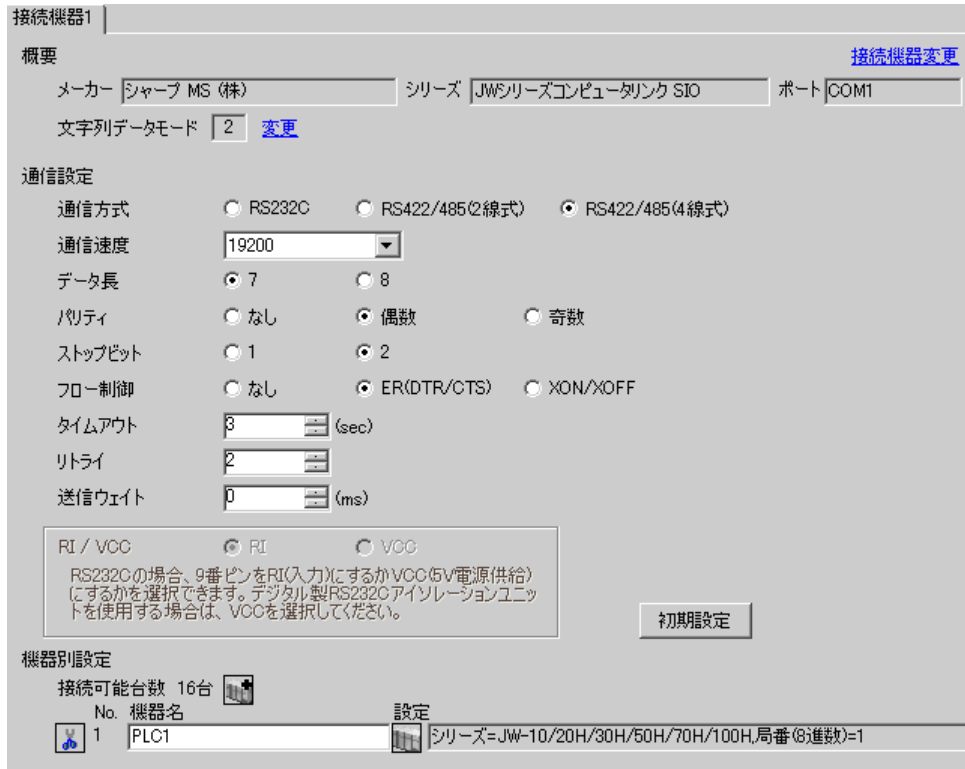 接続機器1
概要 接続機器変更
メーカー シャープ MS (株) シリーズ JWシリーズコンピュータリンク SIO ポート COM1
文字列データモード 2 変更
通信設定
通信方式 RS232C RS422/485(2線式) RS422/485(4線式)
通信速度 19200
データ長 7 8
パリティ なし 偶数 奇数
ストップビット 1 2
フロー制御 なし ER(DTR/CTS) XON/XOFF
タイムアウト 3 (sec)
リトライ 2
送信ウェイト 0 (ms)
RI / VCC RI VCC
RS232Cの場合、9番ピンをRI(入力)にするかVCC(5V電源供給)
にするかを選択できます。デジタル製RS232Cアイソレーションユニッ
トを使用する場合は、VCCを選択してください。
初期設定
機器別設定
接続可能台数 16台
No. 機器名 設定
1 PLC1 シリーズ=JW-10/20H/30H/50H/70H/100H,局番(8進数)=1